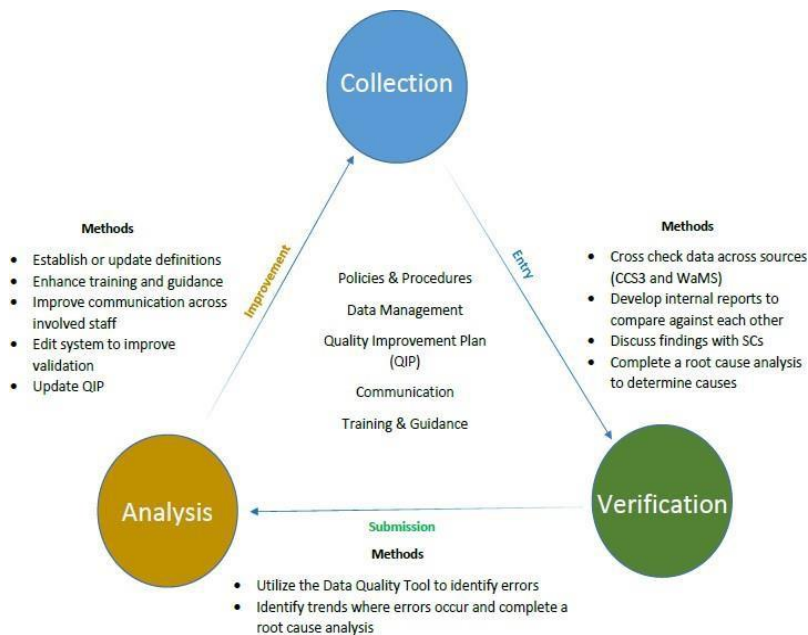 Collection
Improvement
Entry
Methods
• Establish or update definitions
• Enhance training and guidance
• Improve communication across
involved staff
• Edit system to improve
validation
• Update QIP
Policies & Procedures
Data Management
Quality Improvement Plan
(QIP)
Communication
Training & Guidance
Methods
• Cross check data across sources
(CCS3 and WaMS)
• Develop internal reports to
compare against each other
• Discuss findings with SCs
• Complete a root cause analysis
to determine causes
Analysis
Verification
Submission
Methods
• Utilize the Data Quality Tool to identify errors
• Identify trends where errors occur and complete a
root cause analysis